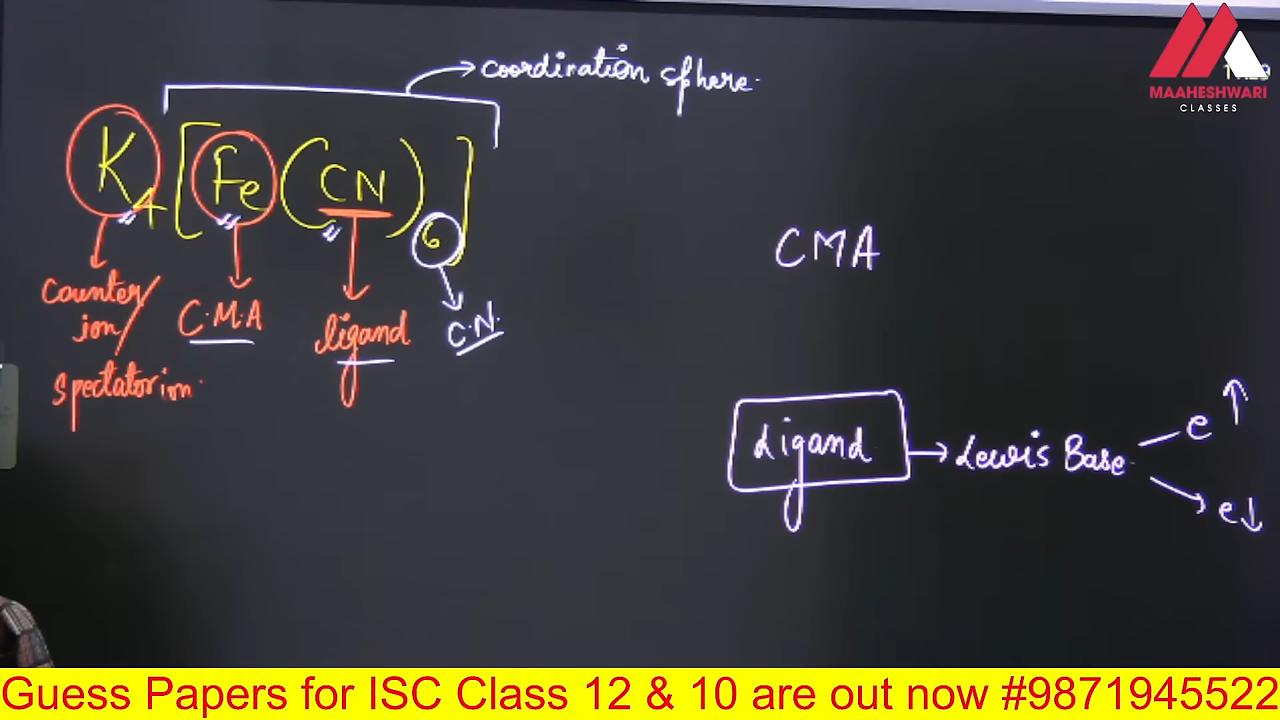 coordination sphere.
K4[Fe(CN)6]
Counter
ion/
Spectator ion.
C.M.A
ligand
C.N.
CMA
Ligand → Lewis Base
e↑
e↓
MAAHESHWARI
CLASSES
Guess Papers for ISC Class 12 & 10 are out now #9871945522